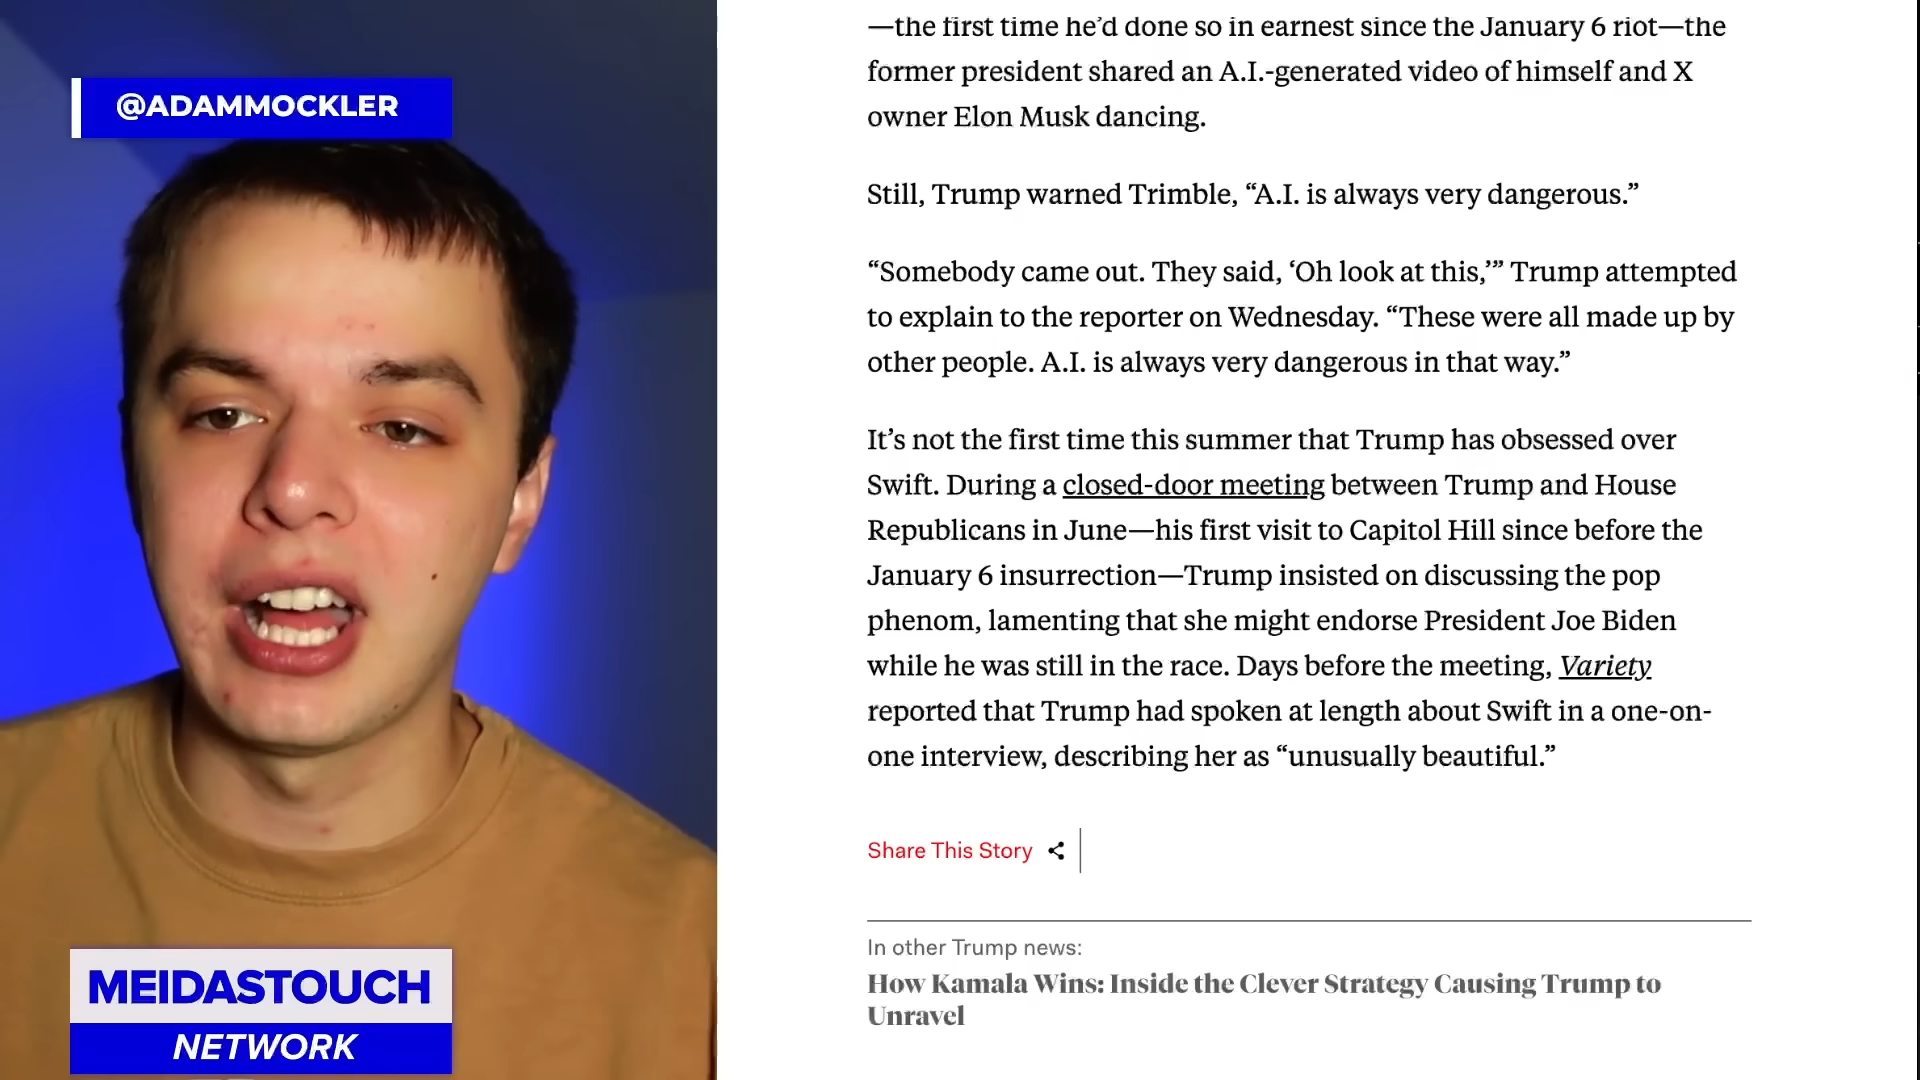 @ADAMMOCKLER
MEIDASTOUCH
NETWORK
—the first time he’d done so in earnest since the January 6 riot—the
former president shared an A.I.-generated video of himself and X
owner Elon Musk dancing.
Still, Trump warned Trimble, “A.I. is always very dangerous.”
“Somebody came out. They said, ‘Oh look at this,’” Trump attempted
to explain to the reporter on Wednesday. “These were all made up by
other people. A.I. is always very dangerous in that way.”
It’s not the first time this summer that Trump has obsessed over
Swift. During a closed-door meeting between Trump and House
Republicans in June—his first visit to Capitol Hill since before the
January 6 insurrection—Trump insisted on discussing the pop
phenom, lamenting that she might endorse President Joe Biden
while he was still in the race. Days before the meeting, Variety
reported that Trump had spoken at length about Swift in a one-on-
one interview, describing her as “unusually beautiful.”
Share This Story
In other Trump news:
How Kamala Wins: Inside the Clever Strategy Causing Trump to
Unravel